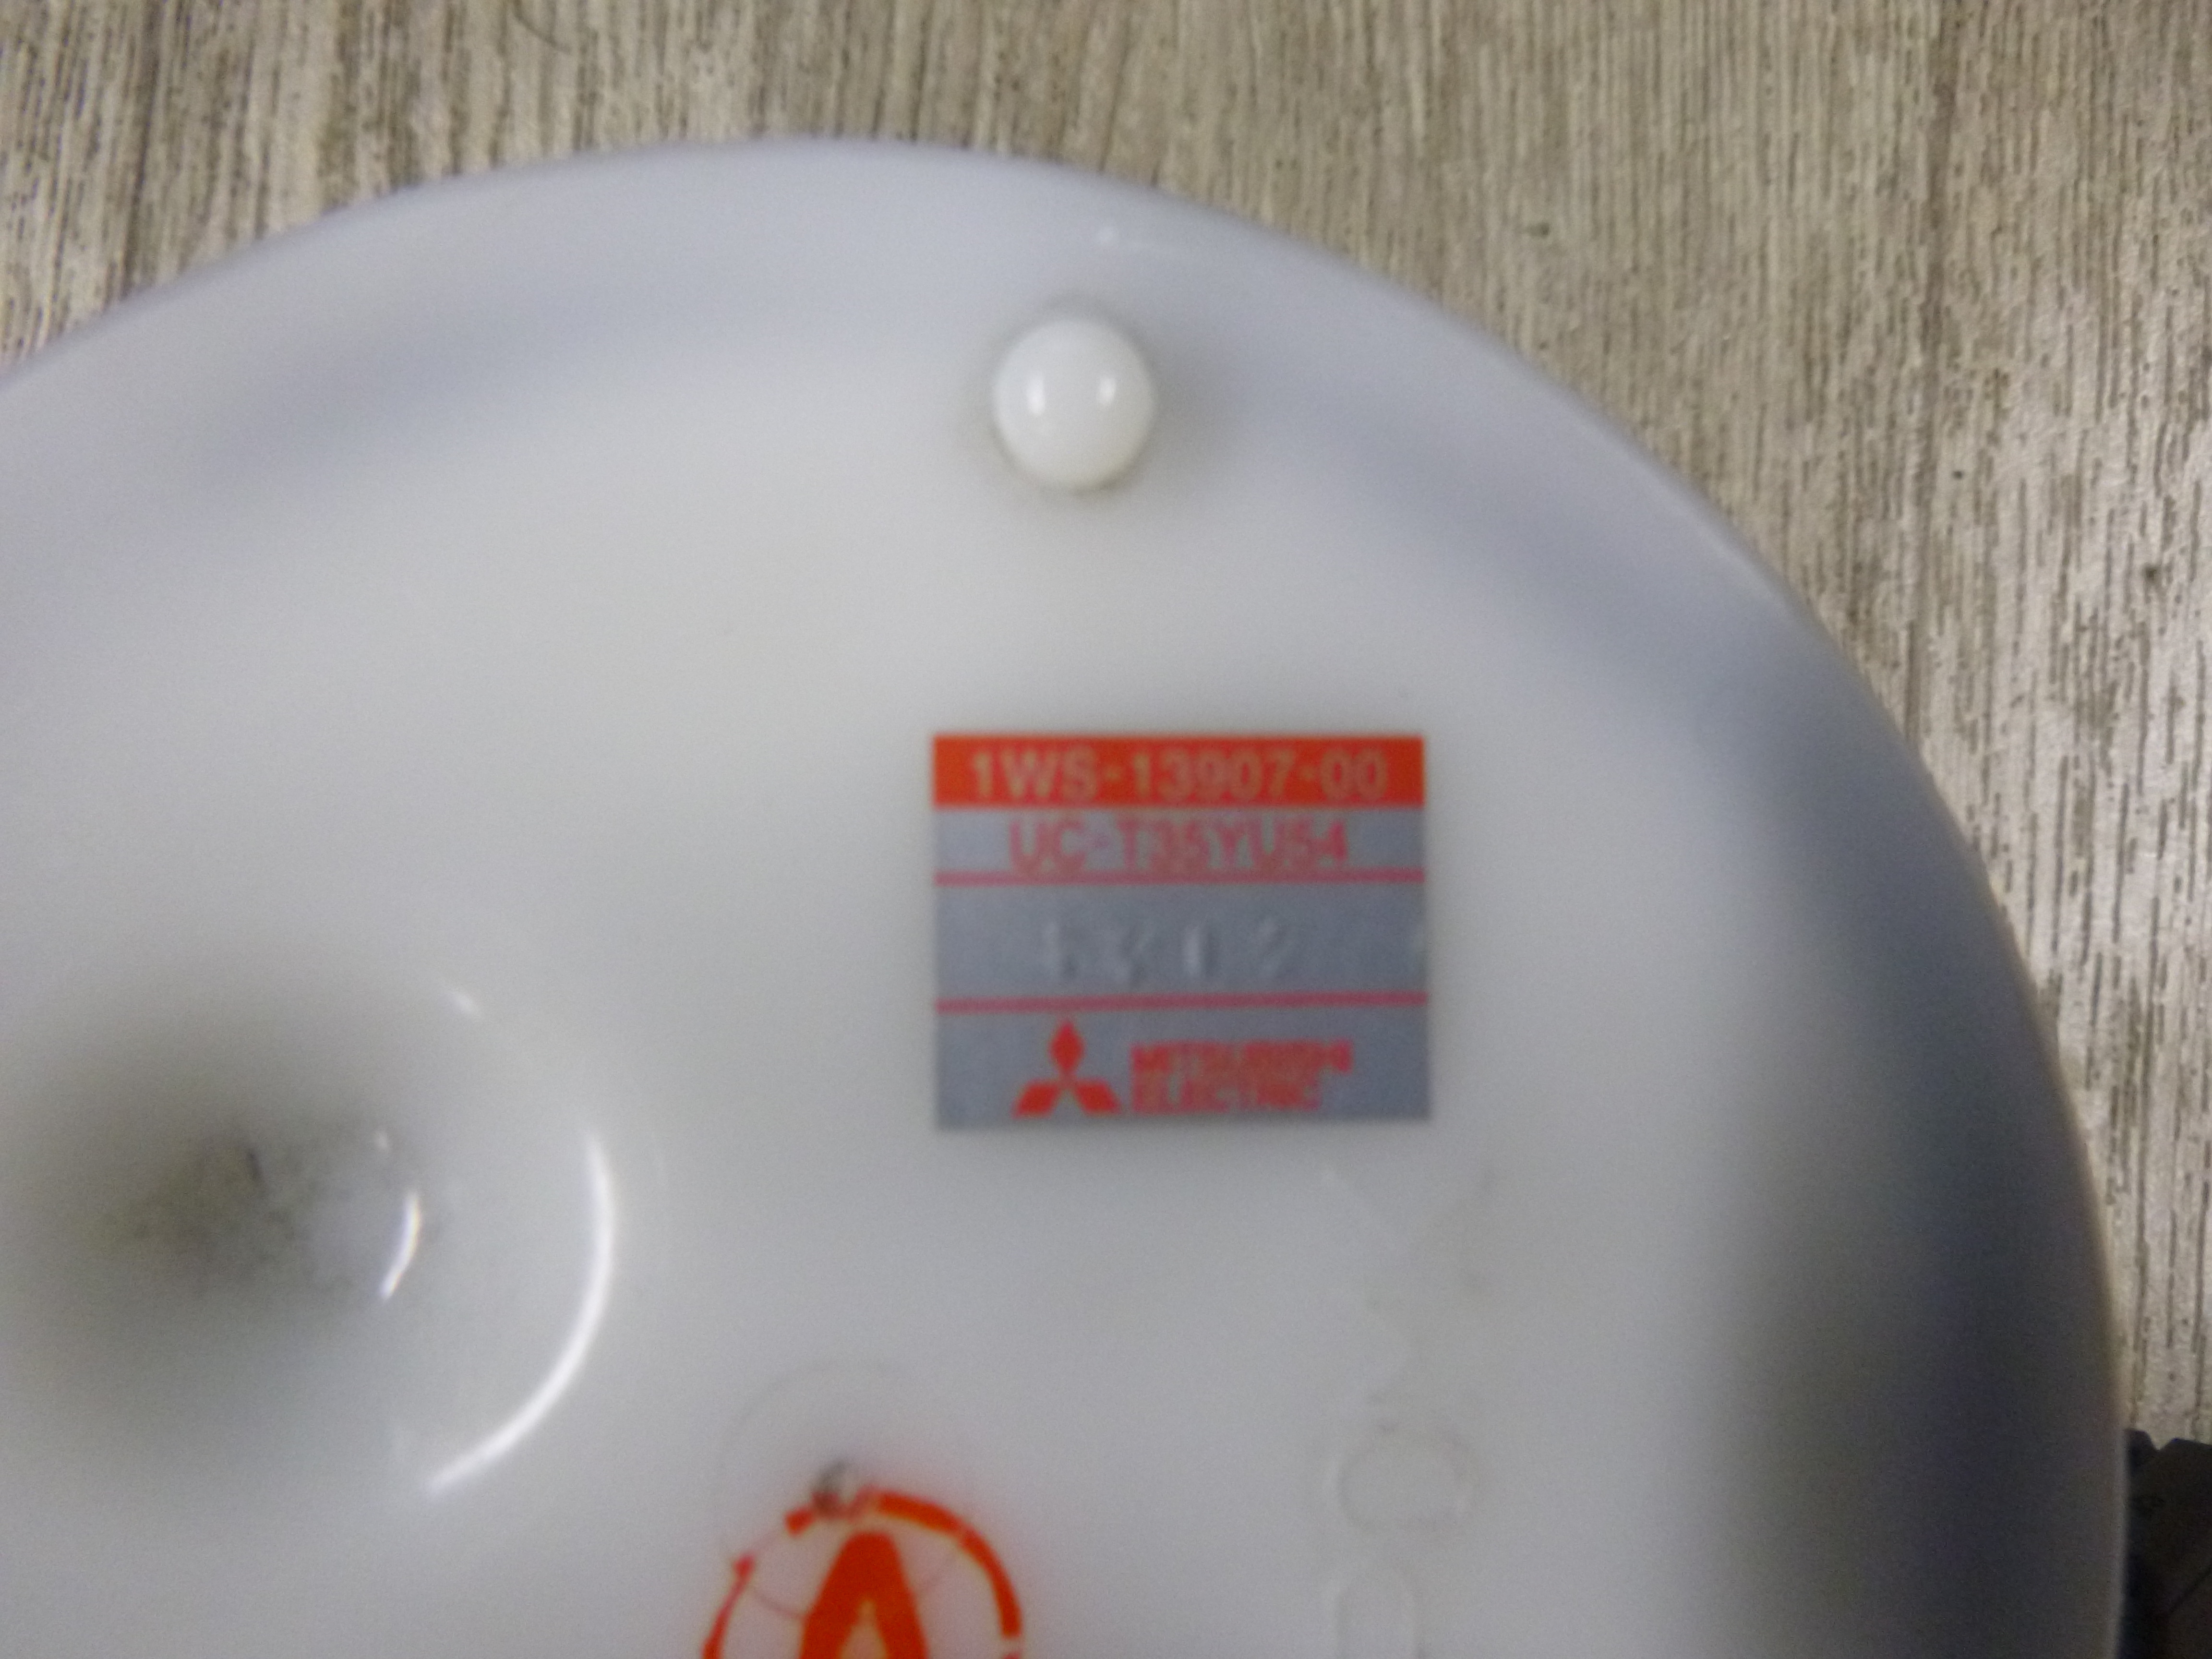 1WS-13907-00
UC-T35YU54
MITSUBISHI
ELECTRIC
A